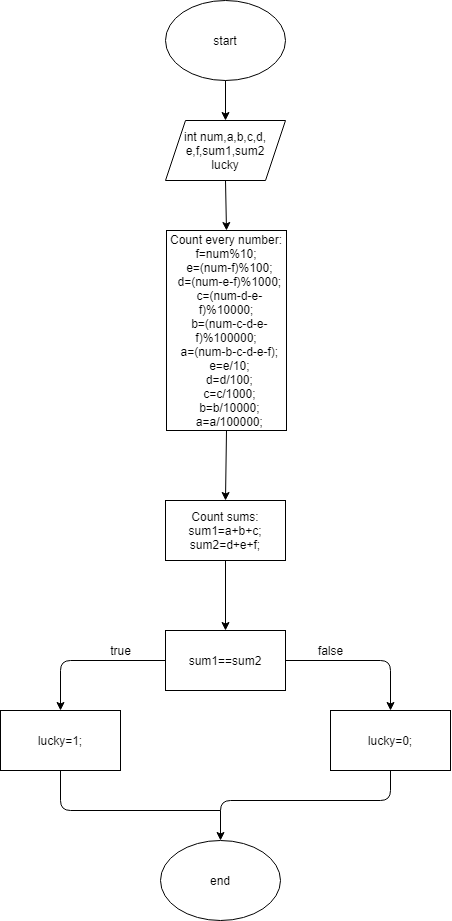 start
int num,a,b,c,d,
e,f,sum1,sum2
lucky
Count every number:
f=num%10;
e=(num-f)%100;
d=(num-e-f)%1000;
c=(num-d-e-
f)%10000;
b=(num-c-d-e-
f)%100000;
a=(num-b-c-d-e-f);
e=e/10;
d=d/100;
c=c/1000;
b=b/10000;
a=a/100000;
Count sums:
sum1=a+b+c;
sum2=d+e+f;
sum1==sum2
true
false
lucky=1;
lucky=0;
end